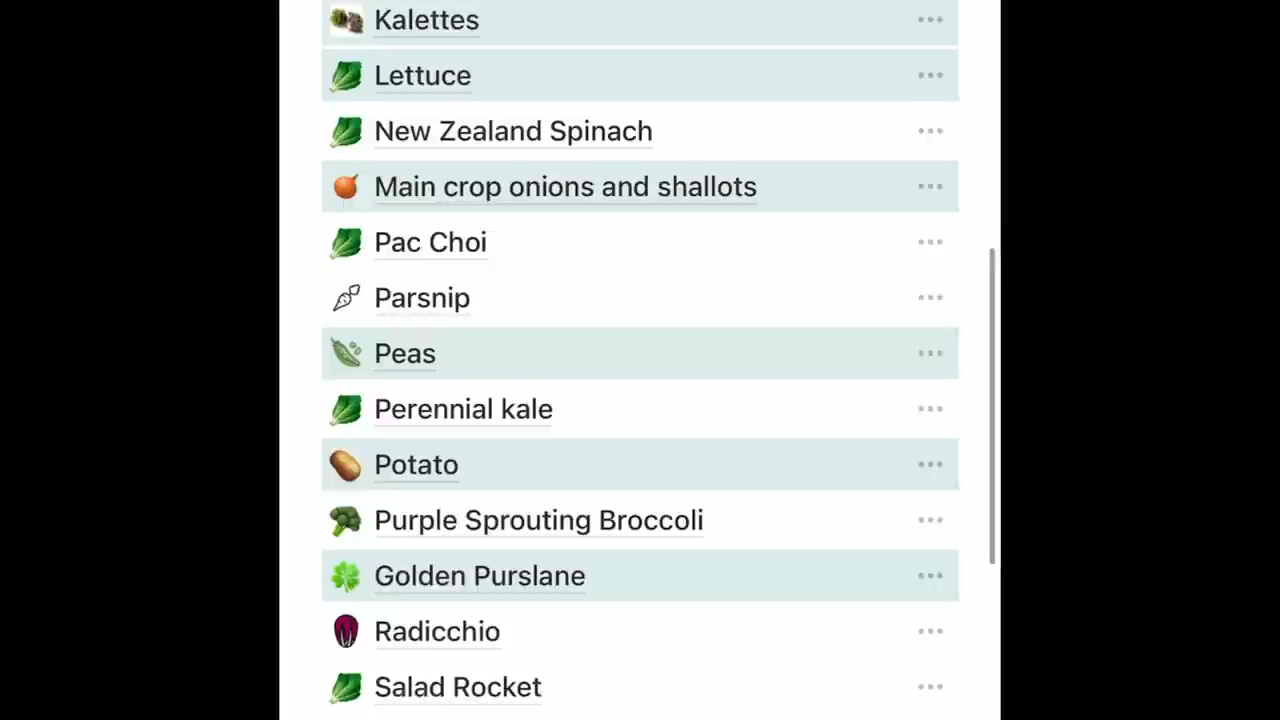 Kalettes
Lettuce
New Zealand Spinach
Main crop onions and shallots
Pac Choi
Parsnip
Peas
Perennial kale
Potato
Purple Sprouting Broccoli
Golden Purslane
Radicchio
Salad Rocket